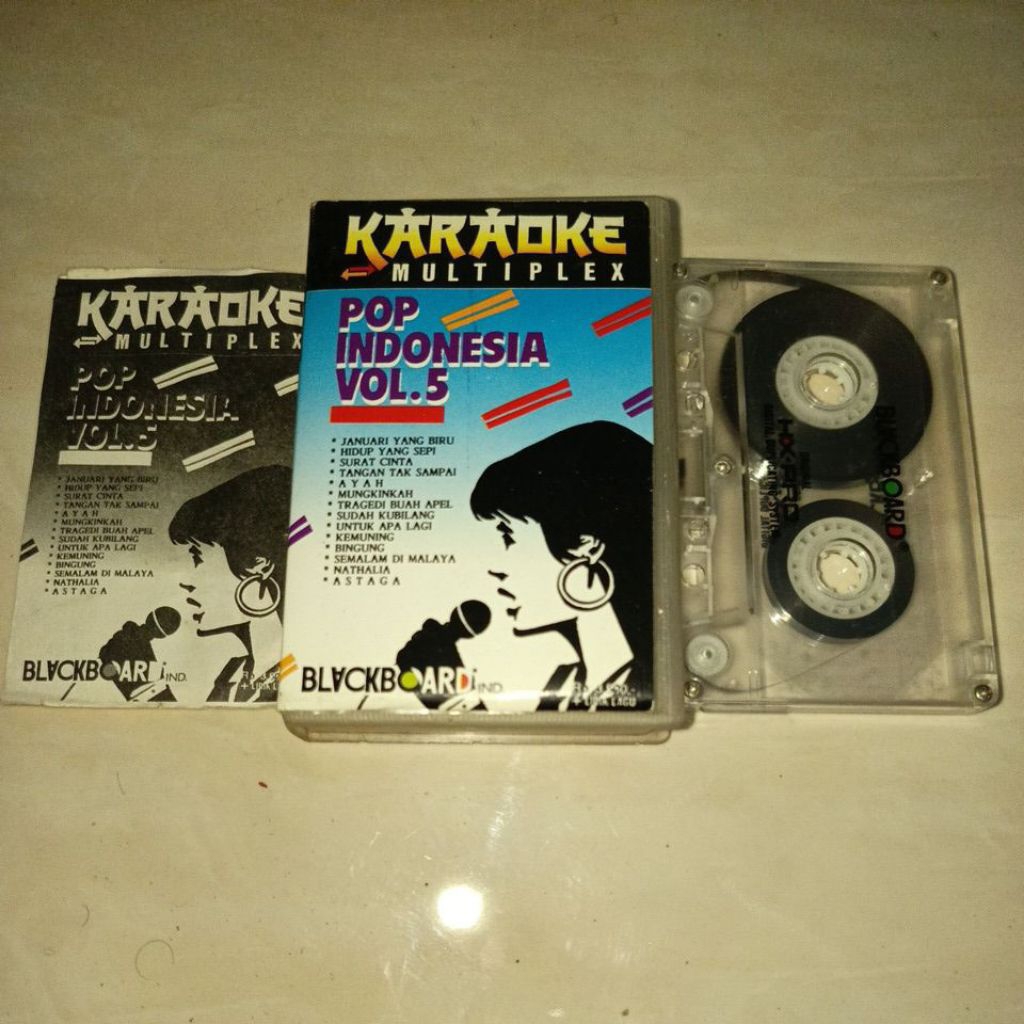 KARAOKE
MULTIPLEX
POP
INDONESIA
VOL.5
* JANUARI YANG BIRU
* HIDUP YANG SEPI
* SURAT CINTA
* TANGAN TAK SAMPAI
* A Y A H
* MUNGKINKAH
* TRAGEDI BUAH APEL
* SUDAH KUBILANG
* UNTUK APA LAGI
* KEMUNING
* BINGUNG
* SEMALAM DI MALAYA
* NATHALIA
* A S T A G A
BLACKBOARD IND.
KARAOKE
MULTIPLEX
POP
INDONESIA
VOL.5
* JANUARI YANG BIRU
* HIDUP YANG SEPI
* SURAT CINTA
* TANGAN TAK SAMPAI
* A Y A H
* MUNGKINKAH
* TRAGEDI BUAH APEL
* SUDAH KUBILANG
* UNTUK APA LAGI
* KEMUNING
* BINGUNG
* SEMALAM DI MALAYA
* NATHALIA
* A S T A G A
BLACKBOARD IND.
+ LIRIK LAGU
BLACKBOARD